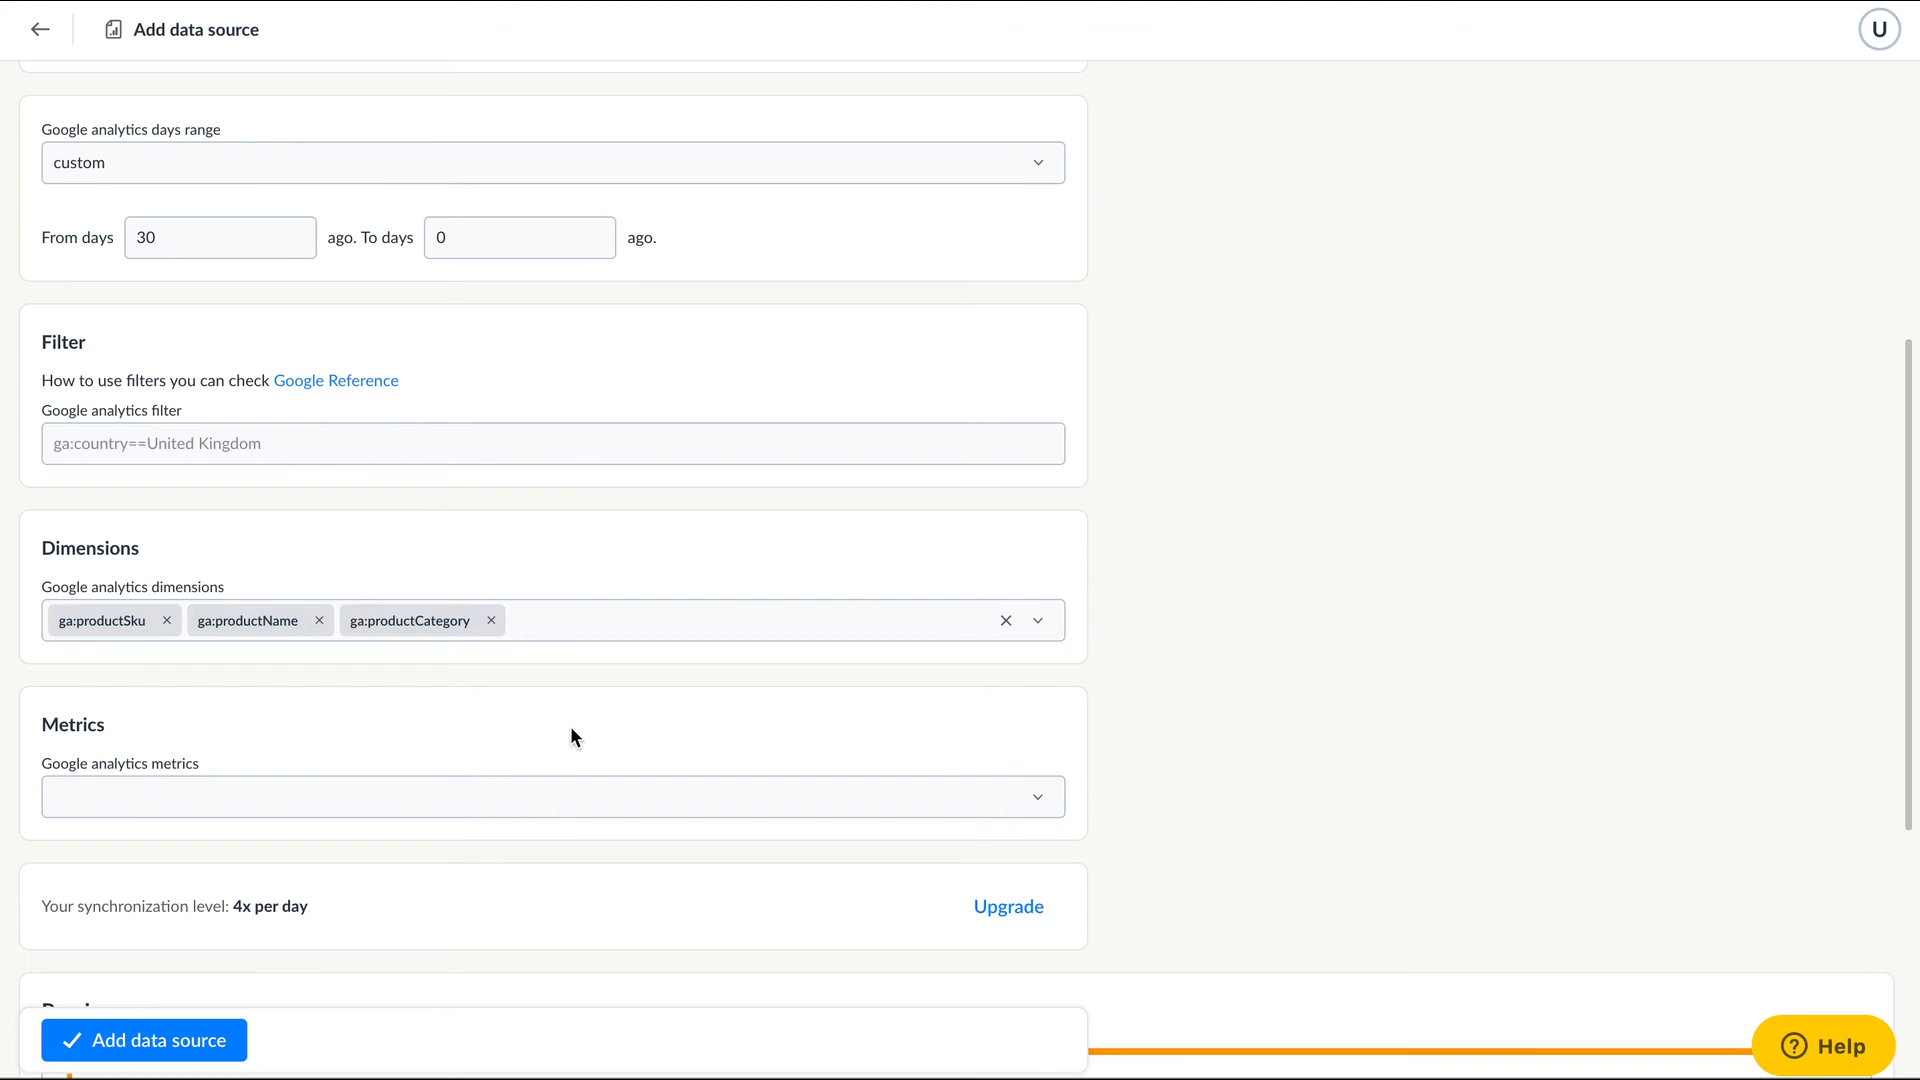 Add data source
U
Google analytics days range
custom
From days 30 ago. To days 0 ago.
Filter
How to use filters you can check Google Reference
Google analytics filter
ga:country==United Kingdom
Dimensions
Google analytics dimensions
ga:productSku ga:productName ga:productCategory
Metrics
Google analytics metrics
Your synchronization level: 4x per day
Upgrade
Add data source
Help